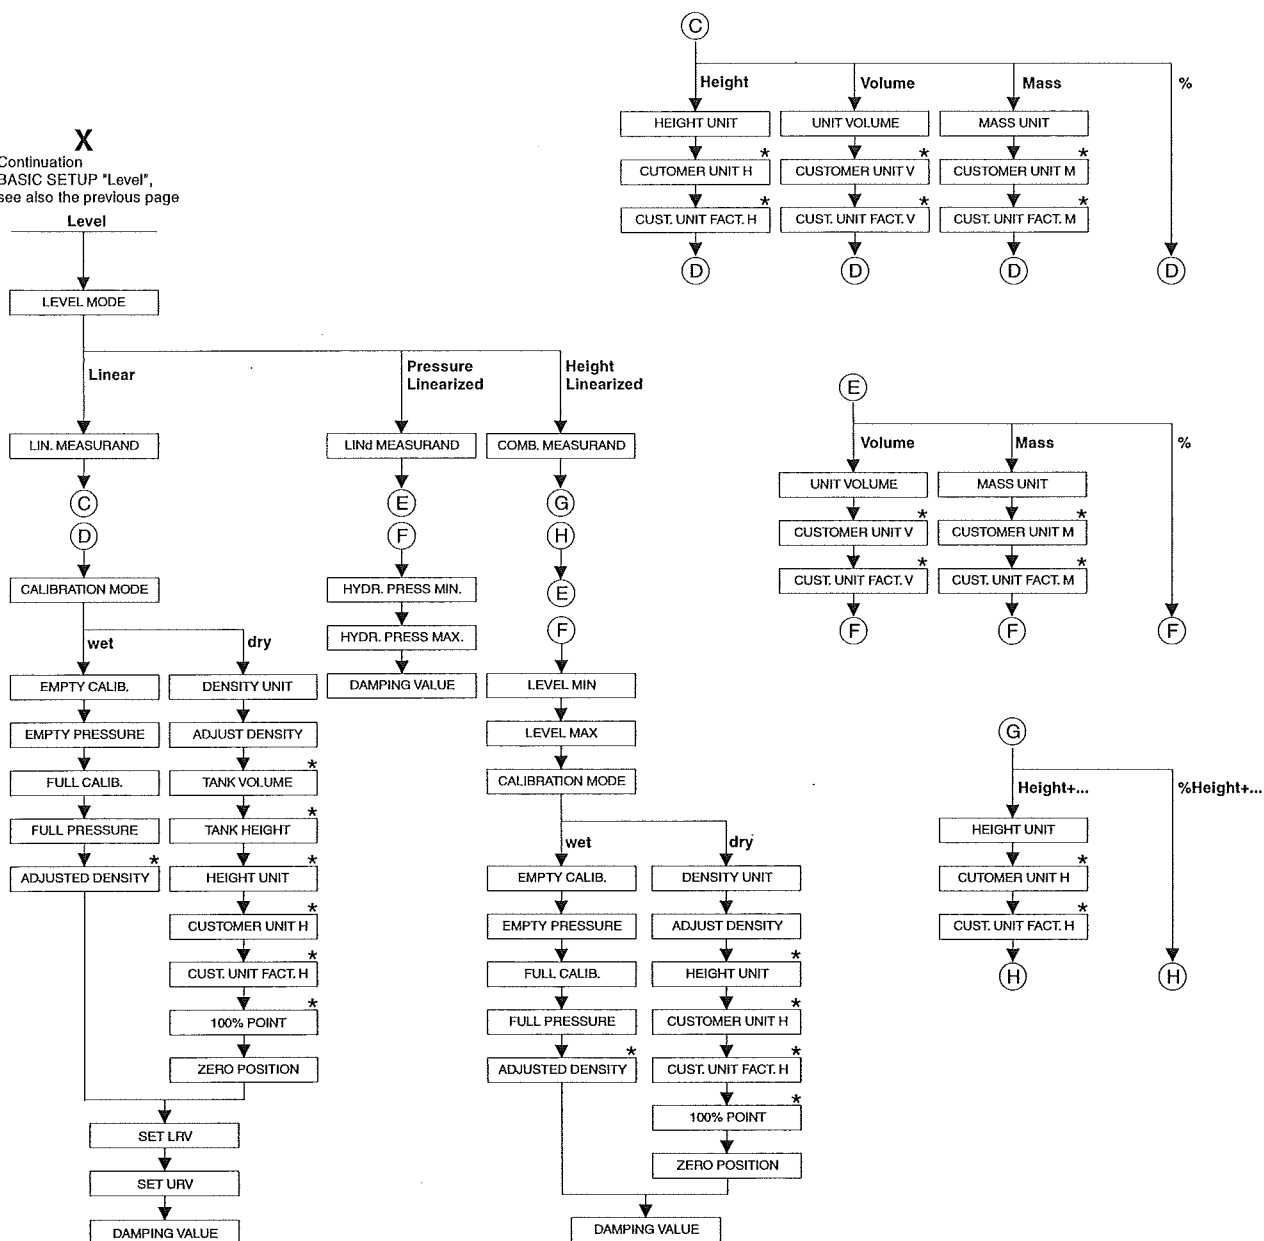 X
Continuation
BASIC SETUP "Level",
see also the previous page
Level
LEVEL MODE
Linear
Pressure
Linearized
Height
Linearized
LIN. MEASURAND
LINd MEASURAND
COMB. MEASURAND
C
E
G
D
F
H
CALIBRATION MODE
HYDR. PRESS MIN.
E
HYDR. PRESS MAX.
F
wet
dry
EMPTY CALIB.
DENSITY UNIT
DAMPING VALUE
LEVEL MIN
EMPTY PRESSURE
ADJUST DENSITY
LEVEL MAX
FULL CALIB.
TANK VOLUME *
CALIBRATION MODE
FULL PRESSURE
TANK HEIGHT *
wet
dry
ADJUSTED DENSITY *
HEIGHT UNIT *
EMPTY CALIB.
DENSITY UNIT
CUSTOMER UNIT H *
EMPTY PRESSURE
ADJUST DENSITY
CUST. UNIT FACT. H *
FULL CALIB.
HEIGHT UNIT *
100% POINT *
FULL PRESSURE
CUSTOMER UNIT H *
ZERO POSITION
ADJUSTED DENSITY *
CUST. UNIT FACT. H *
100% POINT *
SET LRV
ZERO POSITION
SET URV
DAMPING VALUE
DAMPING VALUE
C
Height
Volume
Mass
%
HEIGHT UNIT
UNIT VOLUME
MASS UNIT
CUTOMER UNIT H *
CUSTOMER UNIT V *
CUSTOMER UNIT M *
CUST. UNIT FACT. H *
CUST. UNIT FACT. V *
CUST. UNIT FACT. M *
D
D
D
D
E
Volume
Mass
%
UNIT VOLUME
MASS UNIT
CUSTOMER UNIT V *
CUSTOMER UNIT M *
CUST. UNIT FACT. V *
CUST. UNIT FACT. M *
F
F
F
G
Height+...
%Height+...
HEIGHT UNIT
CUTOMER UNIT H *
CUST. UNIT FACT. H *
H
H